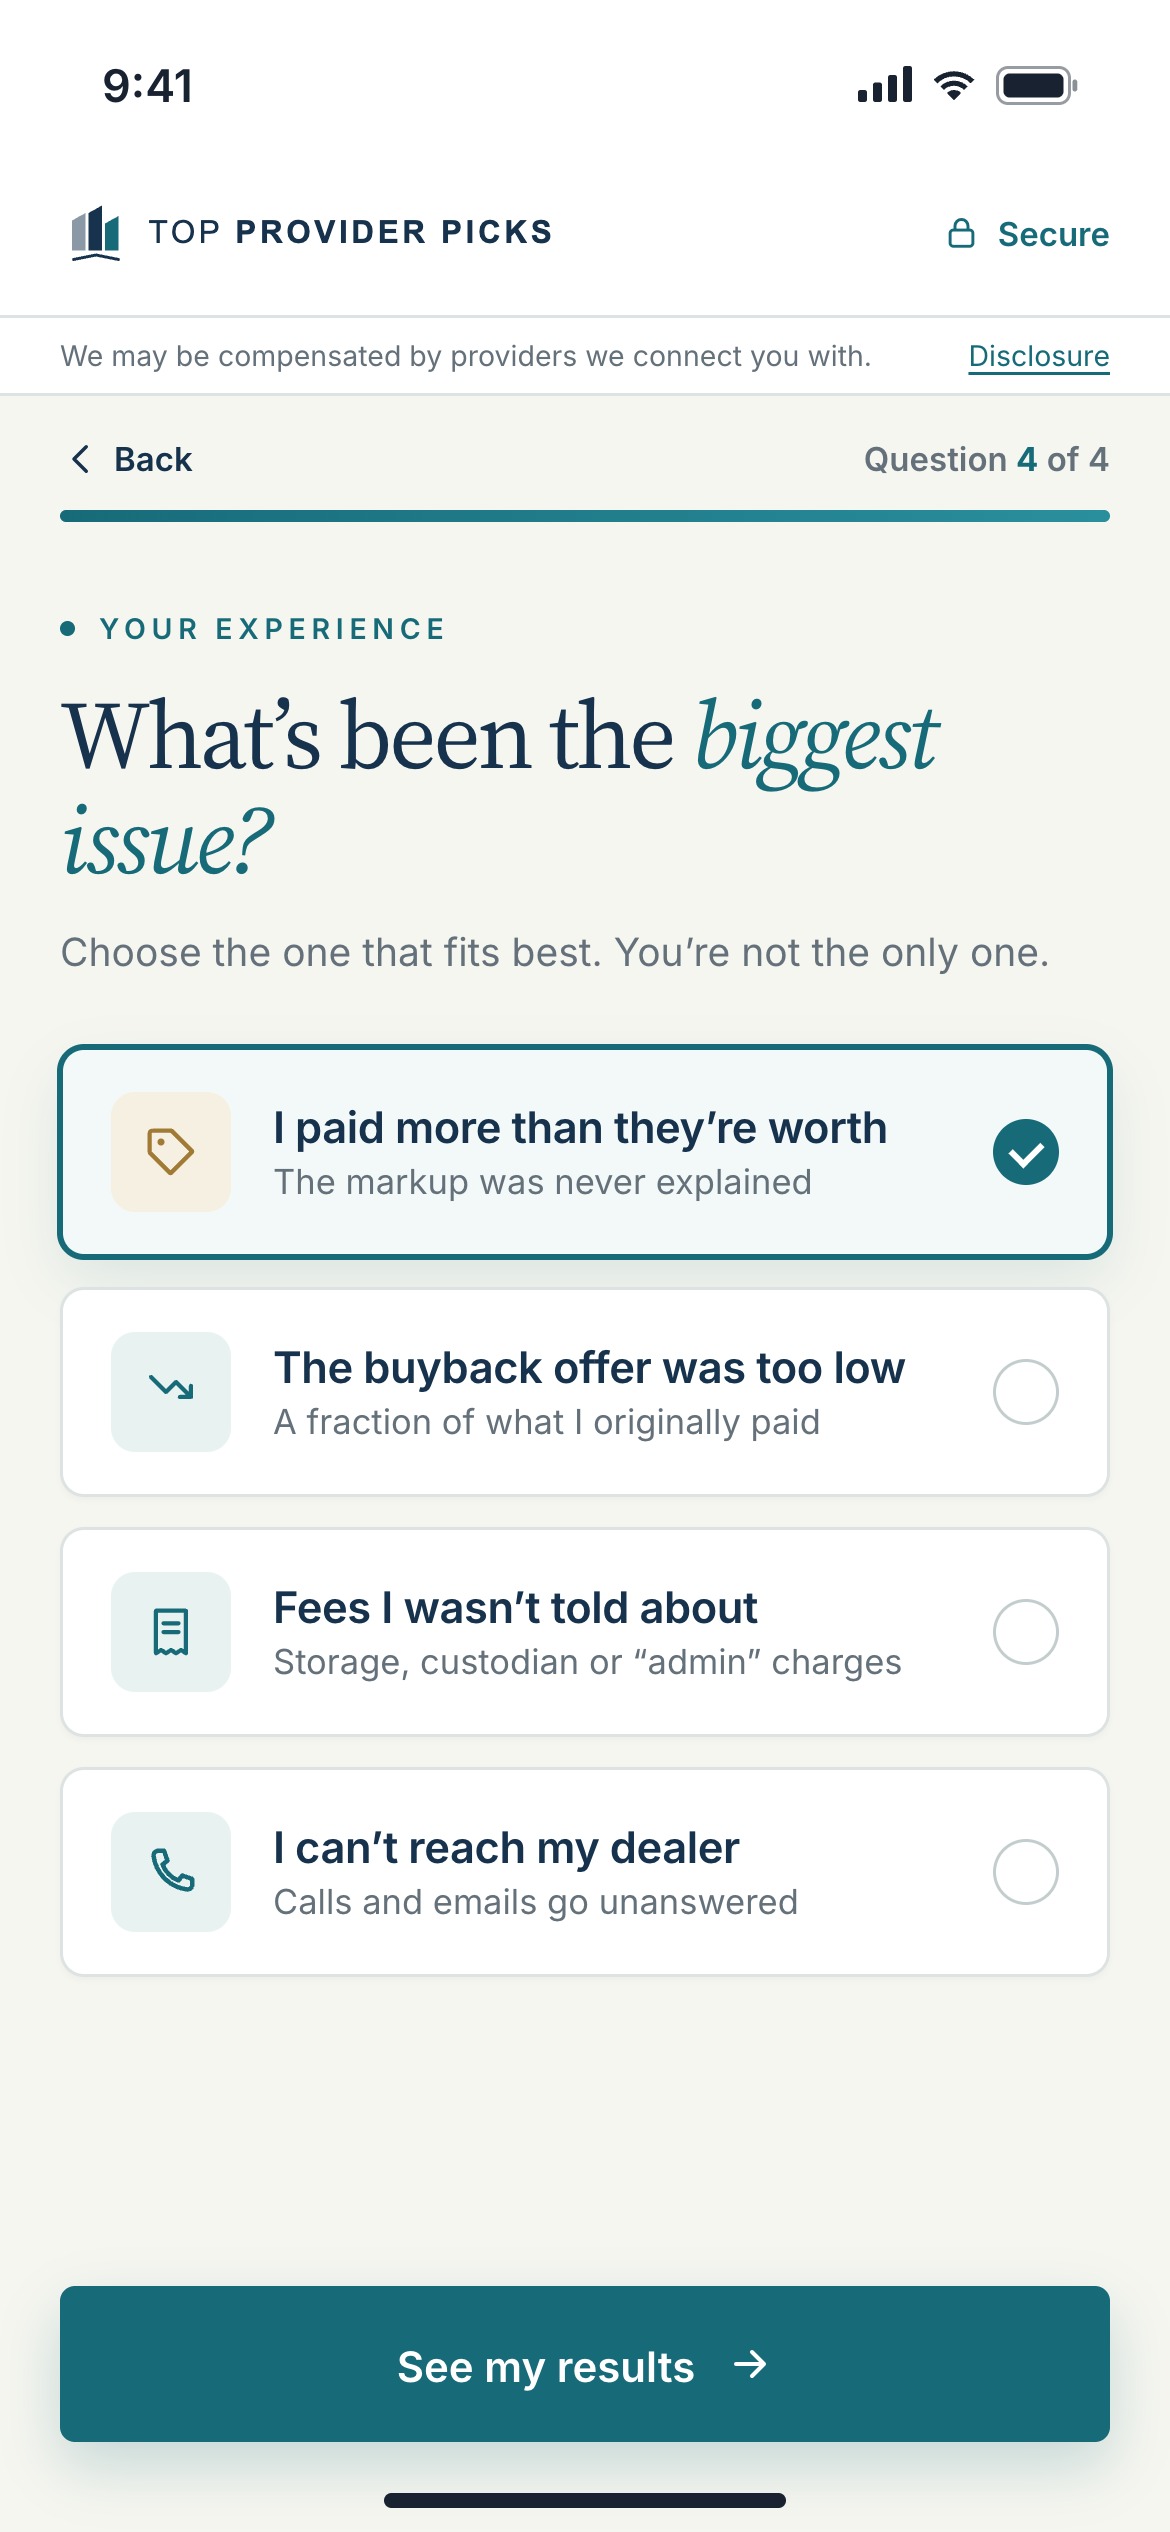 9:41
TOP PROVIDER PICKS
Secure
We may be compensated by providers we connect you with.
Disclosure
Back
Question 4 of 4
YOUR EXPERIENCE
What’s been the biggest
issue?
Choose the one that fits best. You’re not the only one.
I paid more than they’re worth
The markup was never explained
The buyback offer was too low
A fraction of what I originally paid
Fees I wasn’t told about
Storage, custodian or “admin” charges
I can’t reach my dealer
Calls and emails go unanswered
See my results